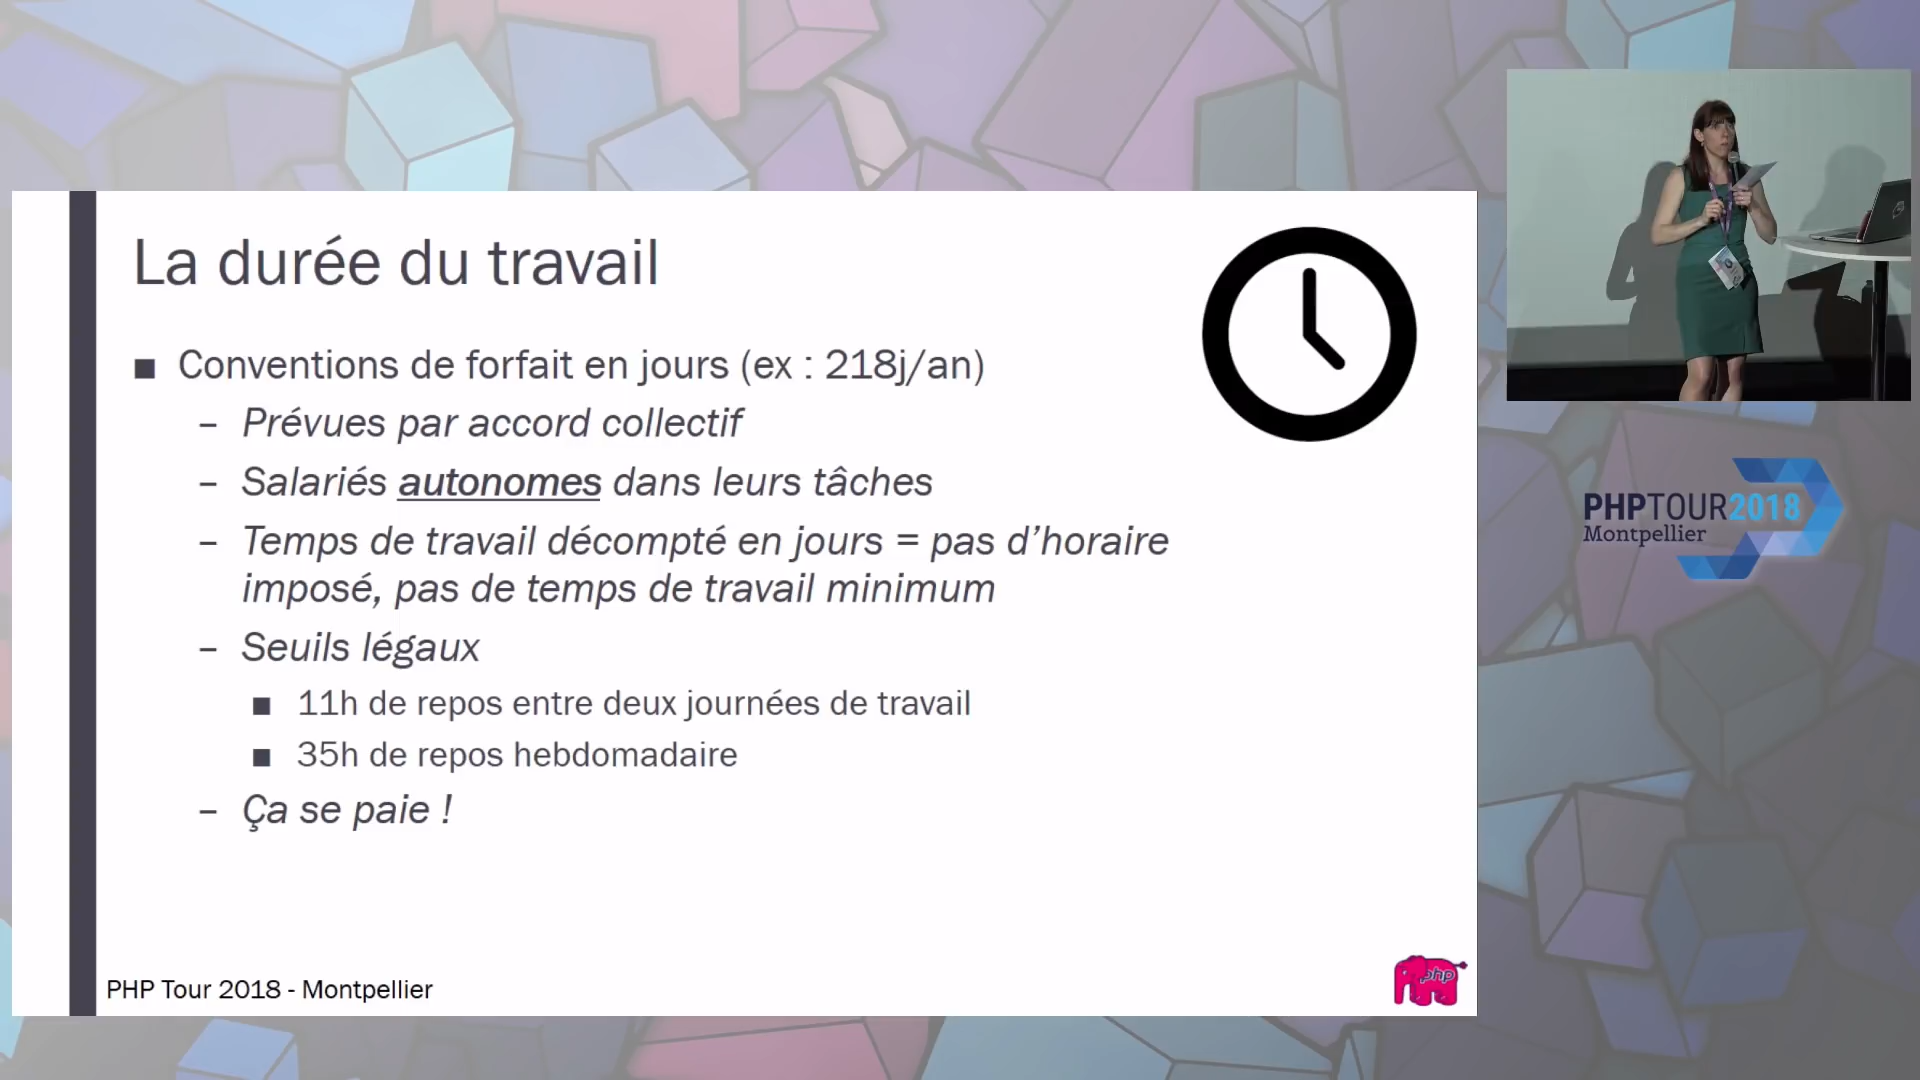 La durée du travail
■ Conventions de forfait en jours (ex : 218j/an)
– Prévues par accord collectif
– Salariés autonomes dans leurs tâches
– Temps de travail décompté en jours = pas d’horaire
imposé, pas de temps de travail minimum
– Seuils légaux
■ 11h de repos entre deux journées de travail
■ 35h de repos hebdomadaire
– Ça se paie !
PHP Tour 2018 - Montpellier
php
PHPTOUR2018
Montpellier